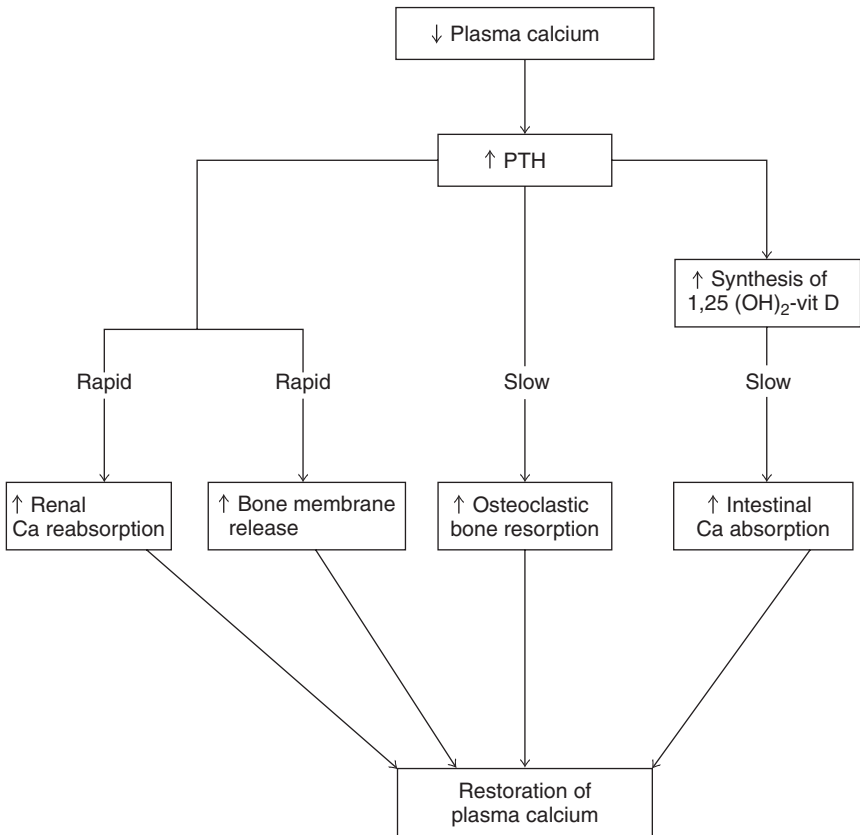 ↓ Plasma calcium
↑ PTH
↑ Synthesis of
1,25 (OH)₂-vit D
Rapid
Rapid
Slow
Slow
↑ Renal
Ca reabsorption
↑ Bone membrane
release
↑ Osteoclastic
bone resorption
↑ Intestinal
Ca absorption
Restoration of
plasma calcium